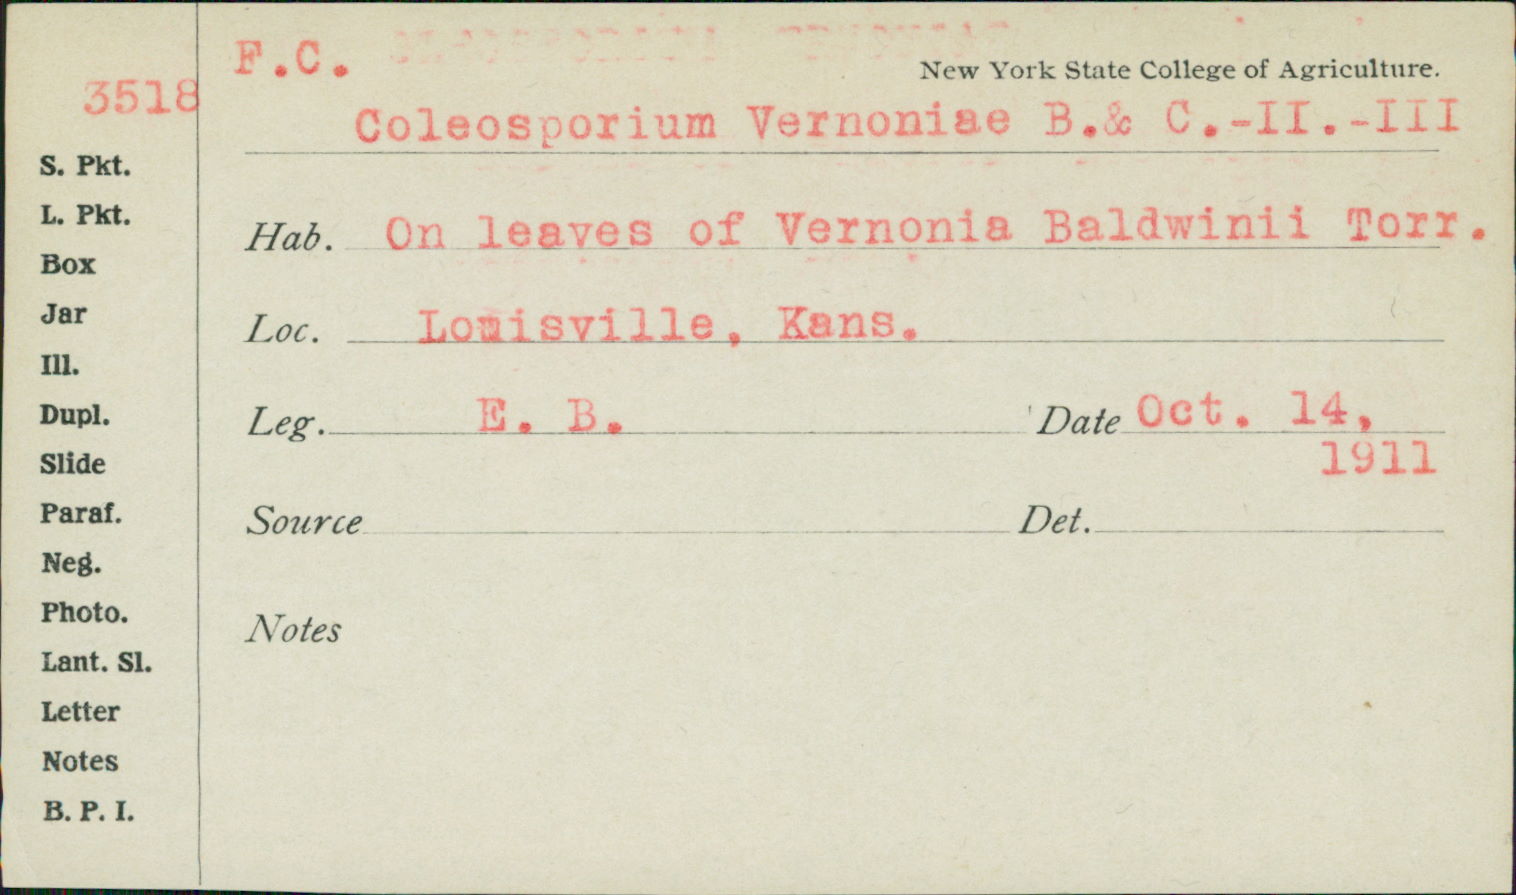 F.C.
New York State College of Agriculture.
3518
Coleosporium Vernoniae B.& C.-II.-III
S. Pkt.
L. Pkt.
Box
Jar
Ill.
Dupl.
Slide
Paraf.
Neg.
Photo.
Lant. Sl.
Letter
Notes
B. P. I.
Hab. On leaves of Vernonia Baldwinii Torr.
Loc. Louisville, Kans.
Leg. E. B. Date Oct. 14,
1911
Source Det.
Notes